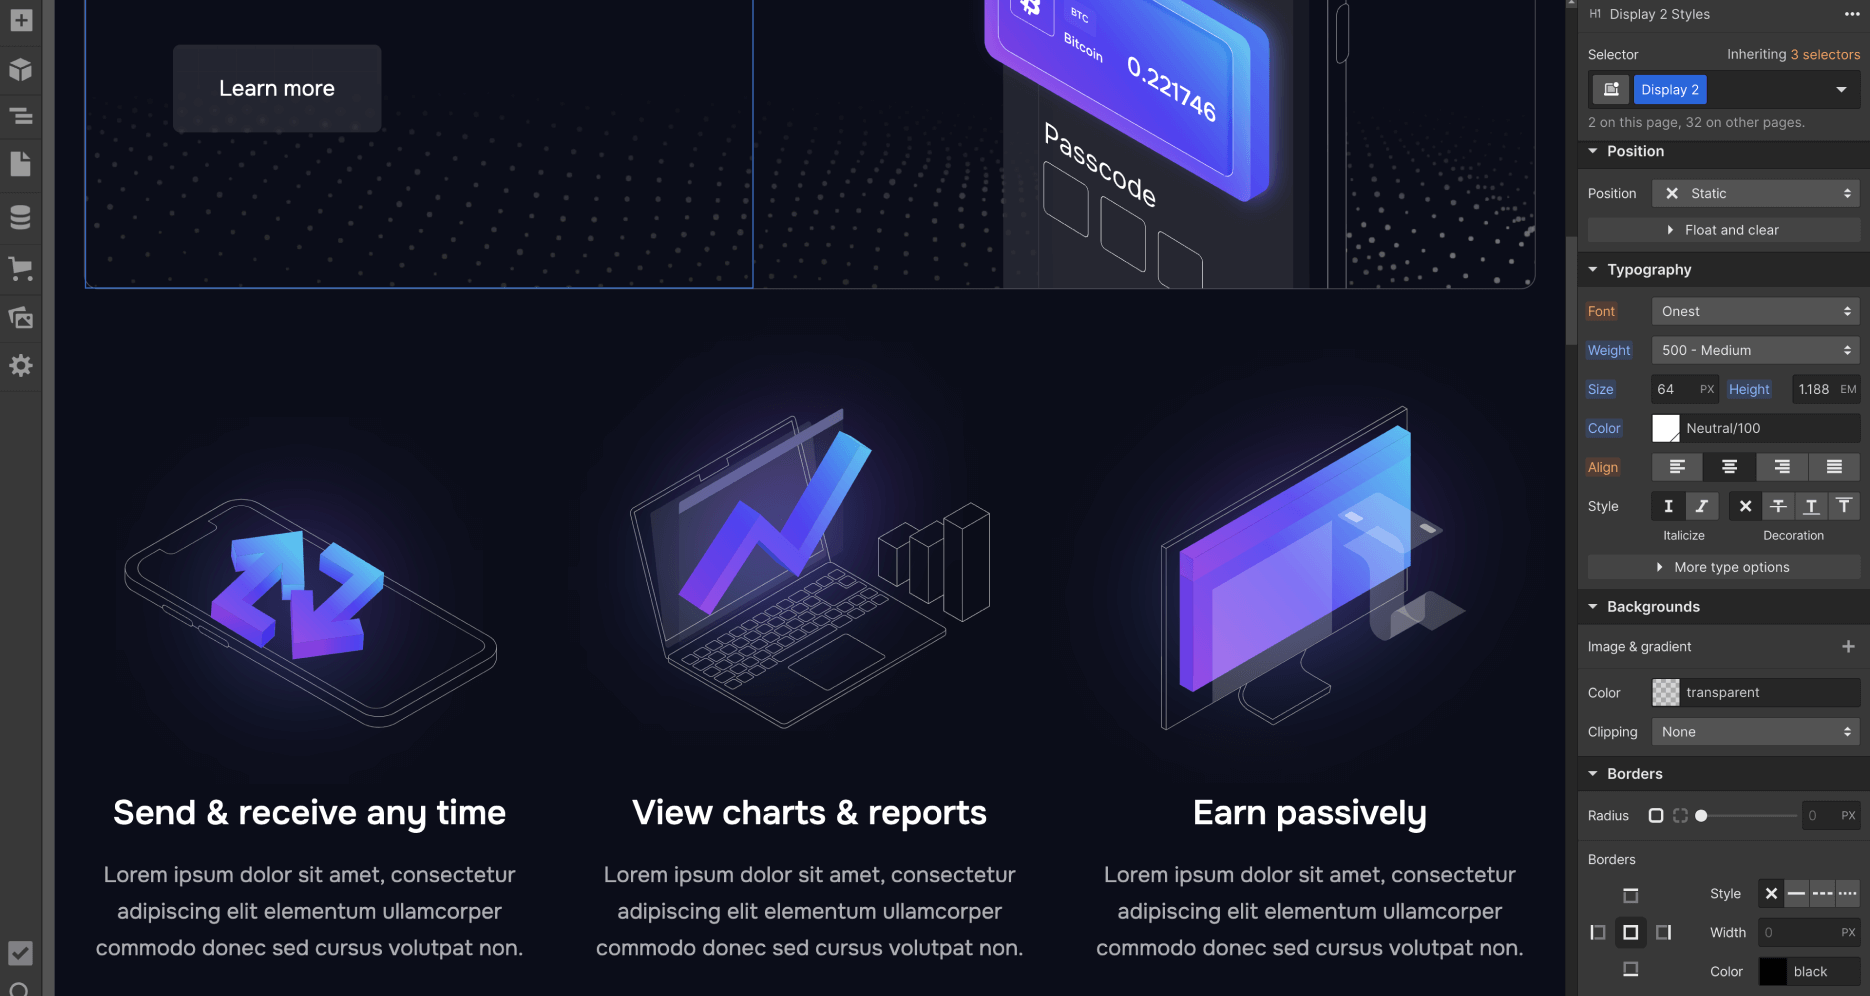 Learn more
BTC
Bitcoin
0.221746
Passcode
Send & receive any time
Lorem ipsum dolor sit amet, consectetur
adipiscing elit elementum ullamcorper
commodo donec sed cursus volutpat non.
View charts & reports
Lorem ipsum dolor sit amet, consectetur
adipiscing elit elementum ullamcorper
commodo donec sed cursus volutpat non.
Earn passively
Lorem ipsum dolor sit amet, consectetur
adipiscing elit elementum ullamcorper
commodo donec sed cursus volutpat non.
H1 Display 2 Styles
Selector Inheriting 3 selectors
Display 2
2 on this page, 32 on other pages.
Position
Position Static
Float and clear
Typography
Font Onest
Weight 500 - Medium
Size 64 PX Height 1.188 EM
Color Neutral/100
Align
Style
Italicize Decoration
More type options
Backgrounds
Image & gradient
Color transparent
Clipping None
Borders
Radius 0 PX
Borders
Style
Width 0 PX
Color black